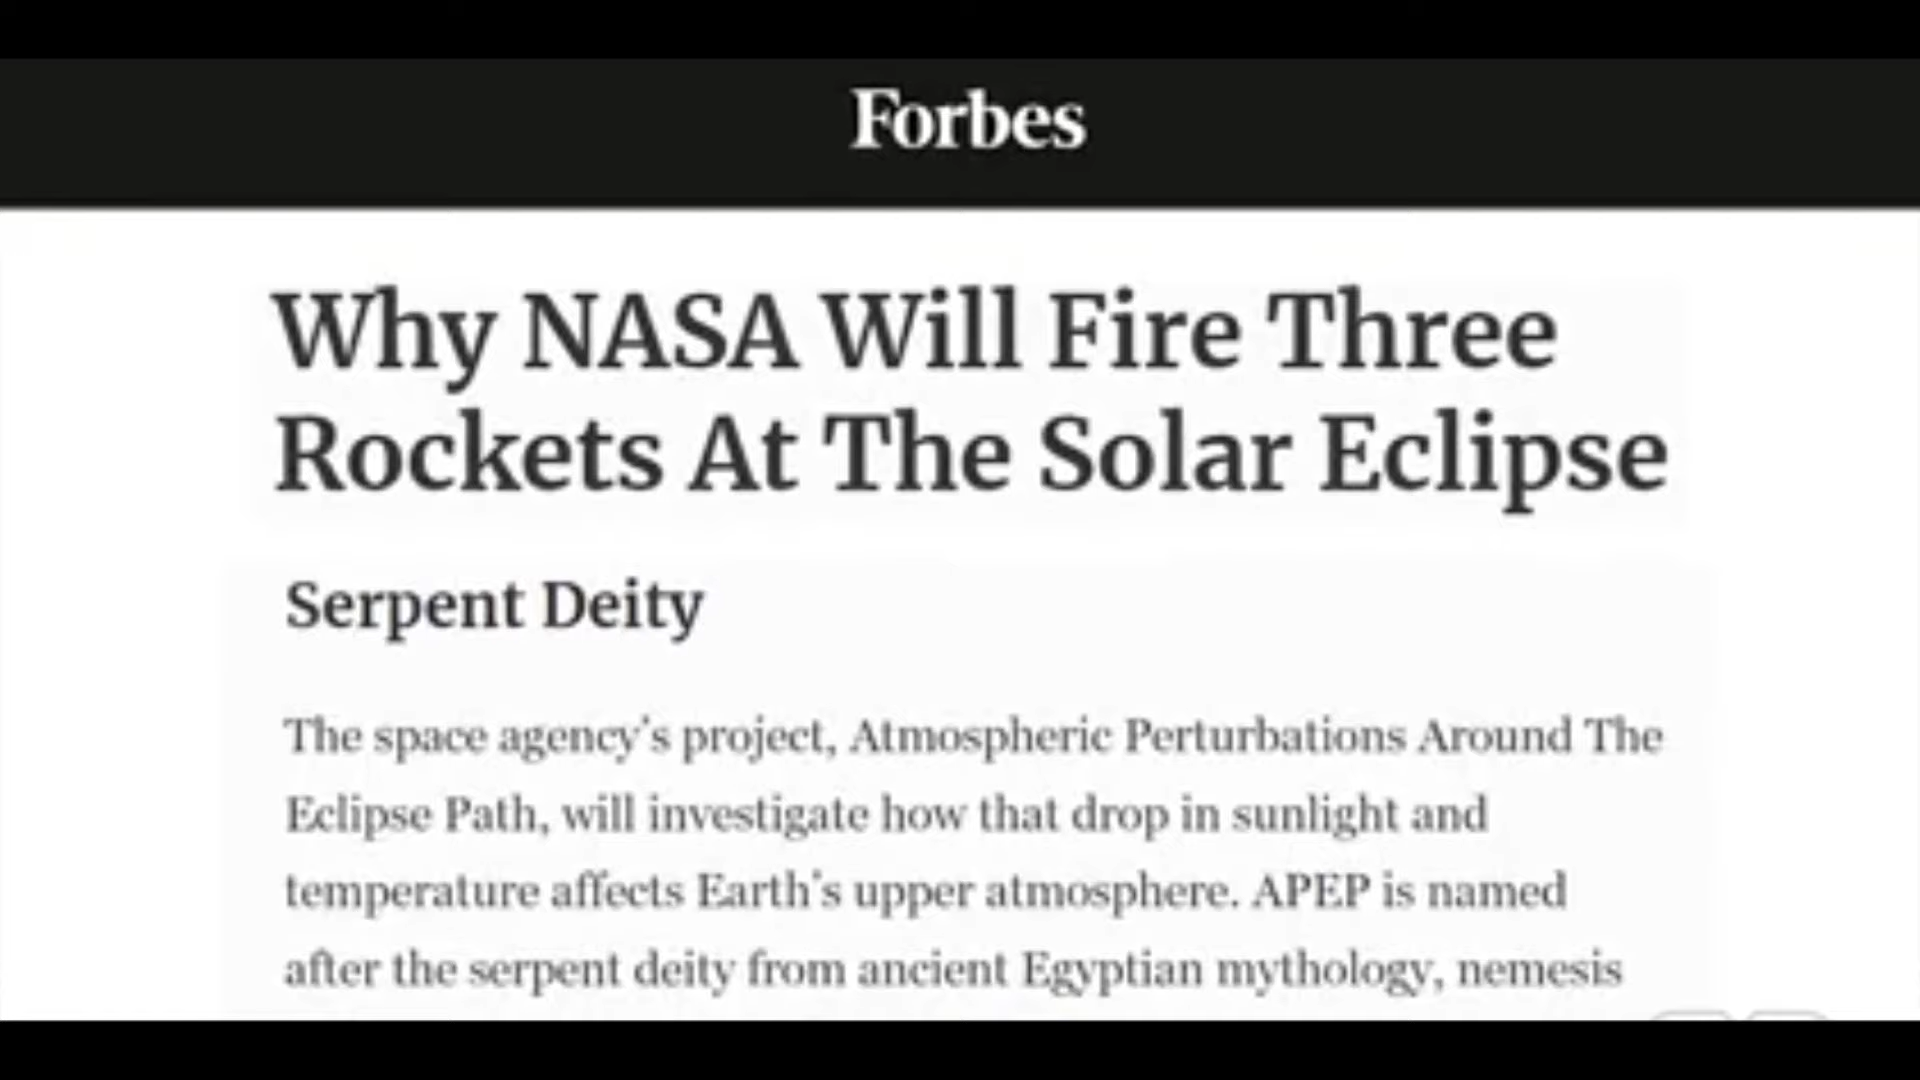 Forbes
Why NASA Will Fire Three
Rockets At The Solar Eclipse
Serpent Deity
The space agency's project, Atmospheric Perturbations Around The
Eclipse Path, will investigate how that drop in sunlight and
temperature affects Earth's upper atmosphere. APEP is named
after the serpent deity from ancient Egyptian mythology, nemesis